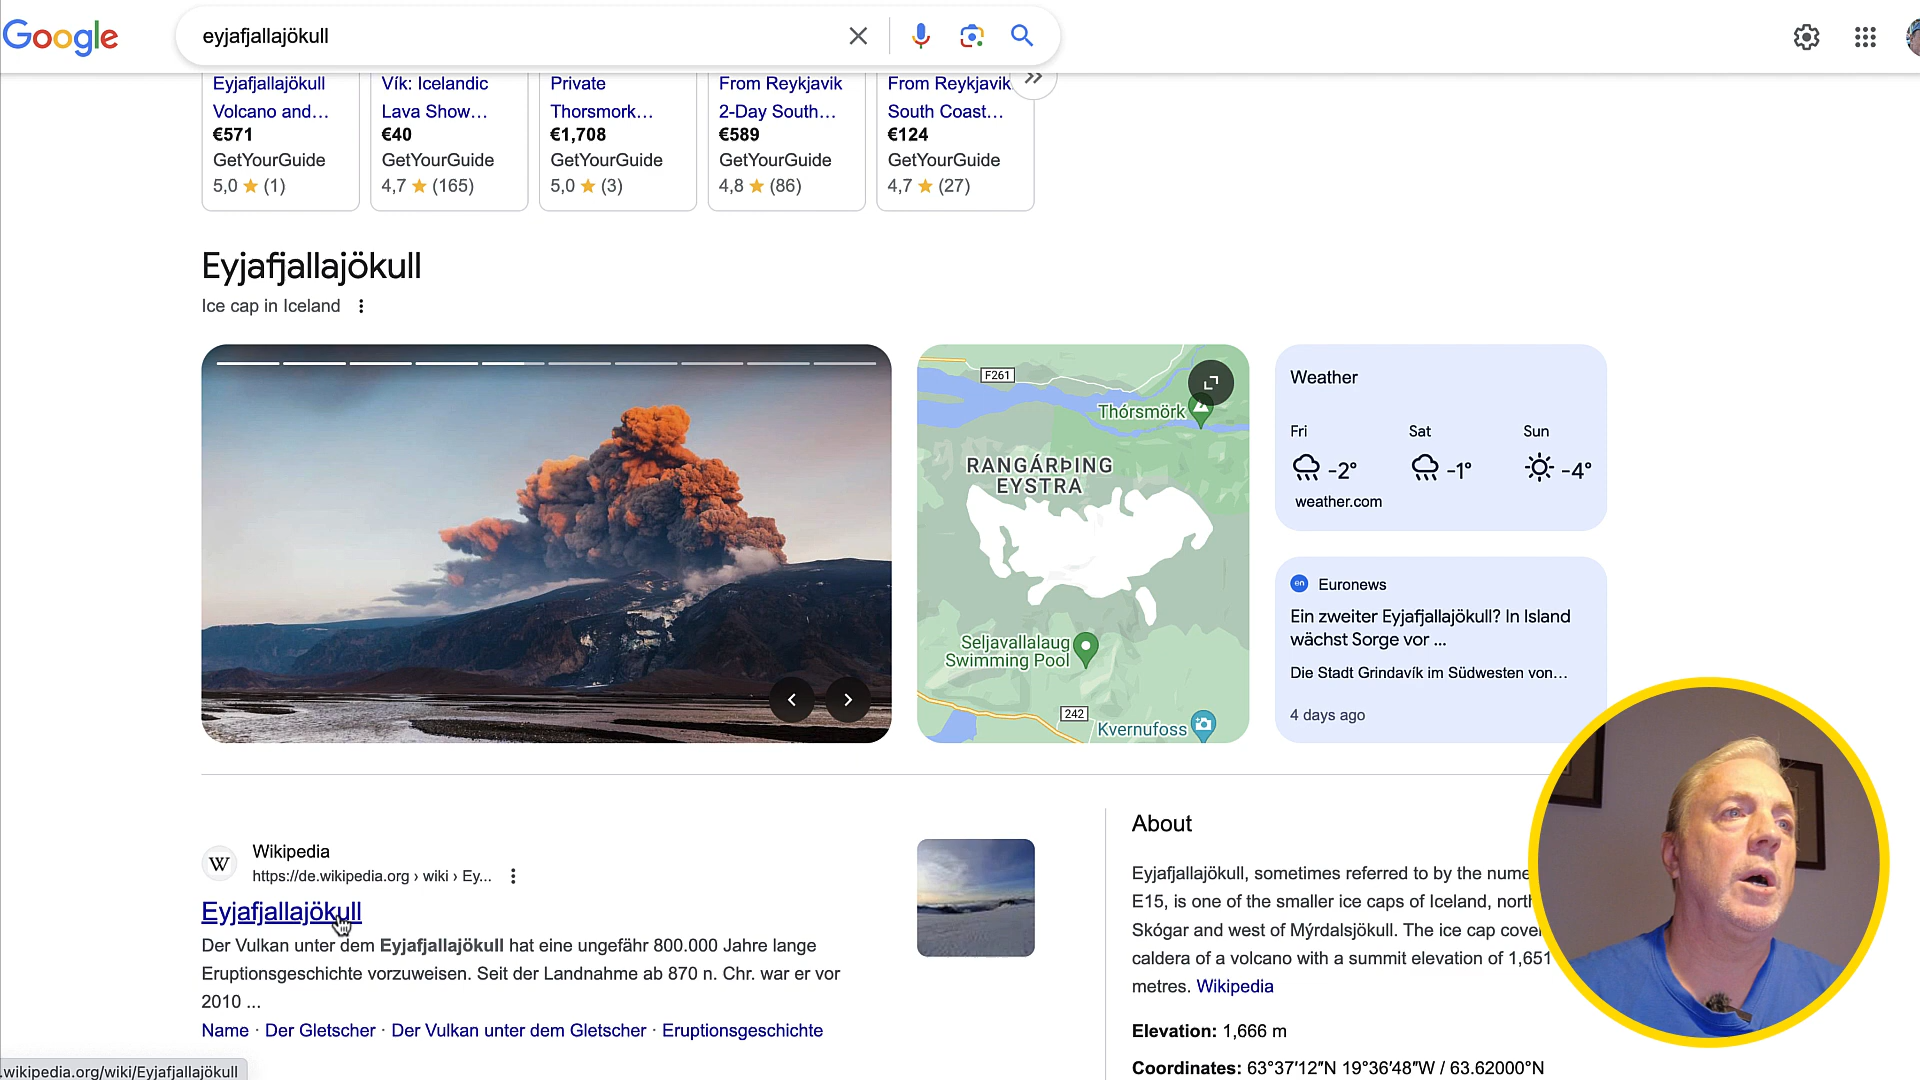 Google
eyjafjallajökull
Eyjafjallajökull
Volcano and...
€571
GetYourGuide
5,0 ★ (1)
Vík: Icelandic
Lava Show...
€40
GetYourGuide
4,7 ★ (165)
Private
Thorsmork...
€1,708
GetYourGuide
5,0 ★ (3)
From Reykjavik
2-Day South...
€589
GetYourGuide
4,8 ★ (86)
From Reykjavik
South Coast...
€124
GetYourGuide
4,7 ★ (27)
Eyjafjallajökull
Ice cap in Iceland
F261
Thórsmörk
RANGÁRÞING
EYSTRA
Seljavallalaug
Swimming Pool
242
Kvernufoss
Weather
Fri
Sat
Sun
-2°
-1°
-4°
weather.com
en
Euronews
Ein zweiter Eyjafjallajökull? In Island
wächst Sorge vor ...
Die Stadt Grindavík im Südwesten von...
4 days ago
W
Wikipedia
https://de.wikipedia.org › wiki › Ey...
Eyjafjallajökull
Der Vulkan unter dem Eyjafjallajökull hat eine ungefähr 800.000 Jahre lange
Eruptionsgeschichte vorzuweisen. Seit der Landnahme ab 870 n. Chr. war er vor
2010 ...
Name · Der Gletscher · Der Vulkan unter dem Gletscher · Eruptionsgeschichte
About
Eyjafjallajökull, sometimes referred to by the
E15, is one of the smaller ice caps of Iceland,
Skógar and west of Mýrdalsjökull. The ice cap
caldera of a volcano with a summit elevation of 1,651
metres. Wikipedia
Elevation: 1,666 m
Coordinates: 63°37′12″N 19°36′48″W / 63.62000°N
.wikipedia.org/wiki/Eyjafjallajökull